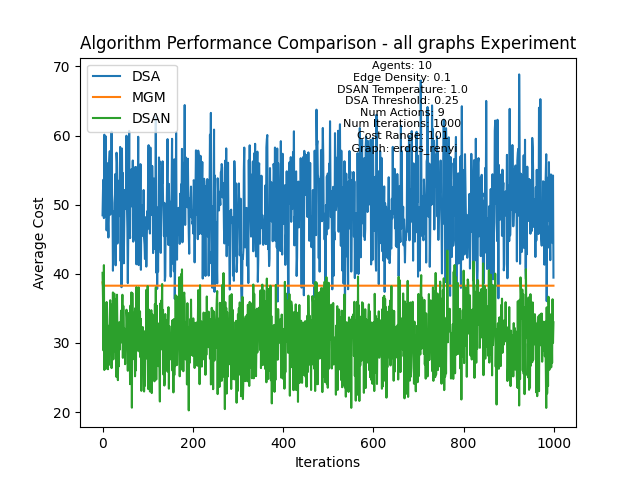 Algorithm Performance Comparison - all graphs Experiment
DSA
MGM
DSAN
Agents: 10
Edge Density: 0.1
DSAN Temperature: 1.0
DSA Threshold: 0.25
Num Actions: 9
Num Iterations: 1000
Cost Range: 101
Graph: erdos_renyi
Average Cost
70
60
50
40
30
20
0 200 400 600 800 1000
Iterations